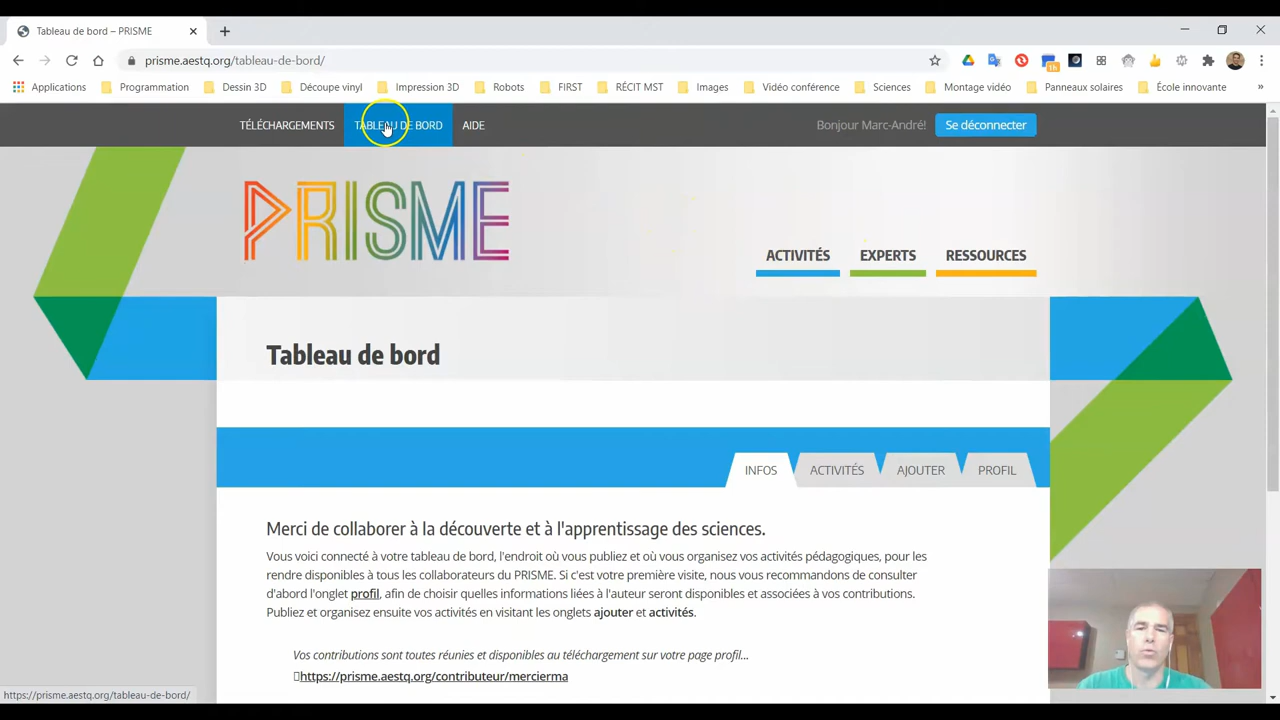 Tableau de bord – PRISME
prisme.aestq.org/tableau-de-bord/
Applications Programmation Dessin 3D Découpe vinyl Impression 3D Robots FIRST RÉCIT MST Images Vidéo conférence Sciences Montage vidéo Panneaux solaires École innovante »
TÉLÉCHARGEMENTS TABLEAU DE BORD AIDE Bonjour Marc-André! Se déconnecter
PRISME
ACTIVITÉS EXPERTS RESSOURCES
Tableau de bord
INFOS ACTIVITÉS AJOUTER PROFIL
Merci de collaborer à la découverte et à l'apprentissage des sciences.
Vous voici connecté à votre tableau de bord, l'endroit où vous publiez et où vous organisez vos activités pédagogiques, pour les
rendre disponibles à tous les collaborateurs du PRISME. Si c'est votre première visite, nous vous recommandons de consulter
d'abord l'onglet profil, afin de choisir quelles informations liées à l'auteur seront disponibles et associées à vos contributions.
Publiez et organisez ensuite vos activités en visitant les onglets ajouter et activités.
Vos contributions sont toutes réunies et disponibles au téléchargement sur votre page profil...
https://prisme.aestq.org/contributeur/mercierma
https://prisme.aestq.org/tableau-de-bord/